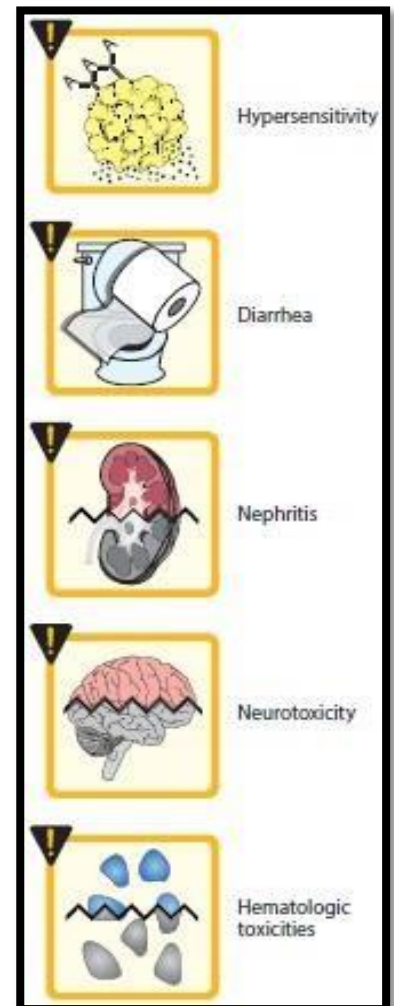 Hypersensitivity
Diarrhea
Nephritis
Neurotoxicity
Hematologic
toxicities